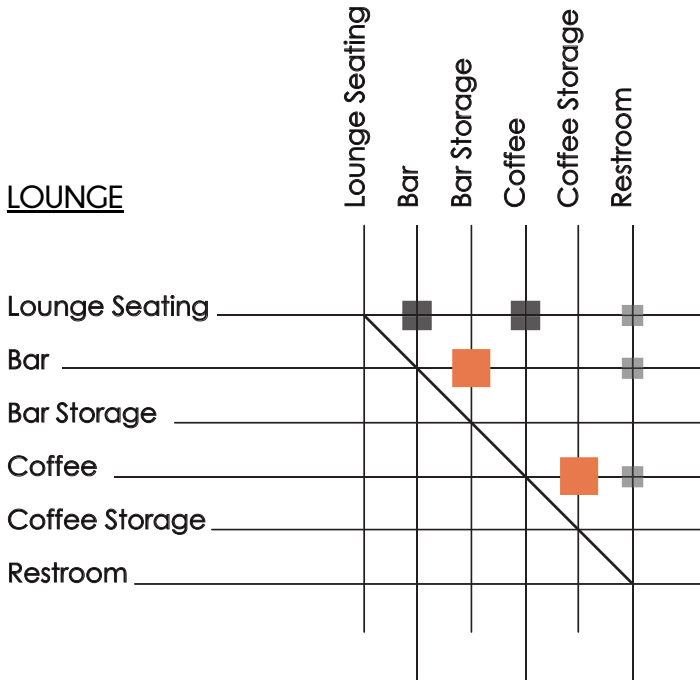 Lounge Seating
Bar
Bar Storage
Coffee
Coffee Storage
Restroom
LOUNGE
Lounge Seating
Bar
Bar Storage
Coffee
Coffee Storage
Restroom